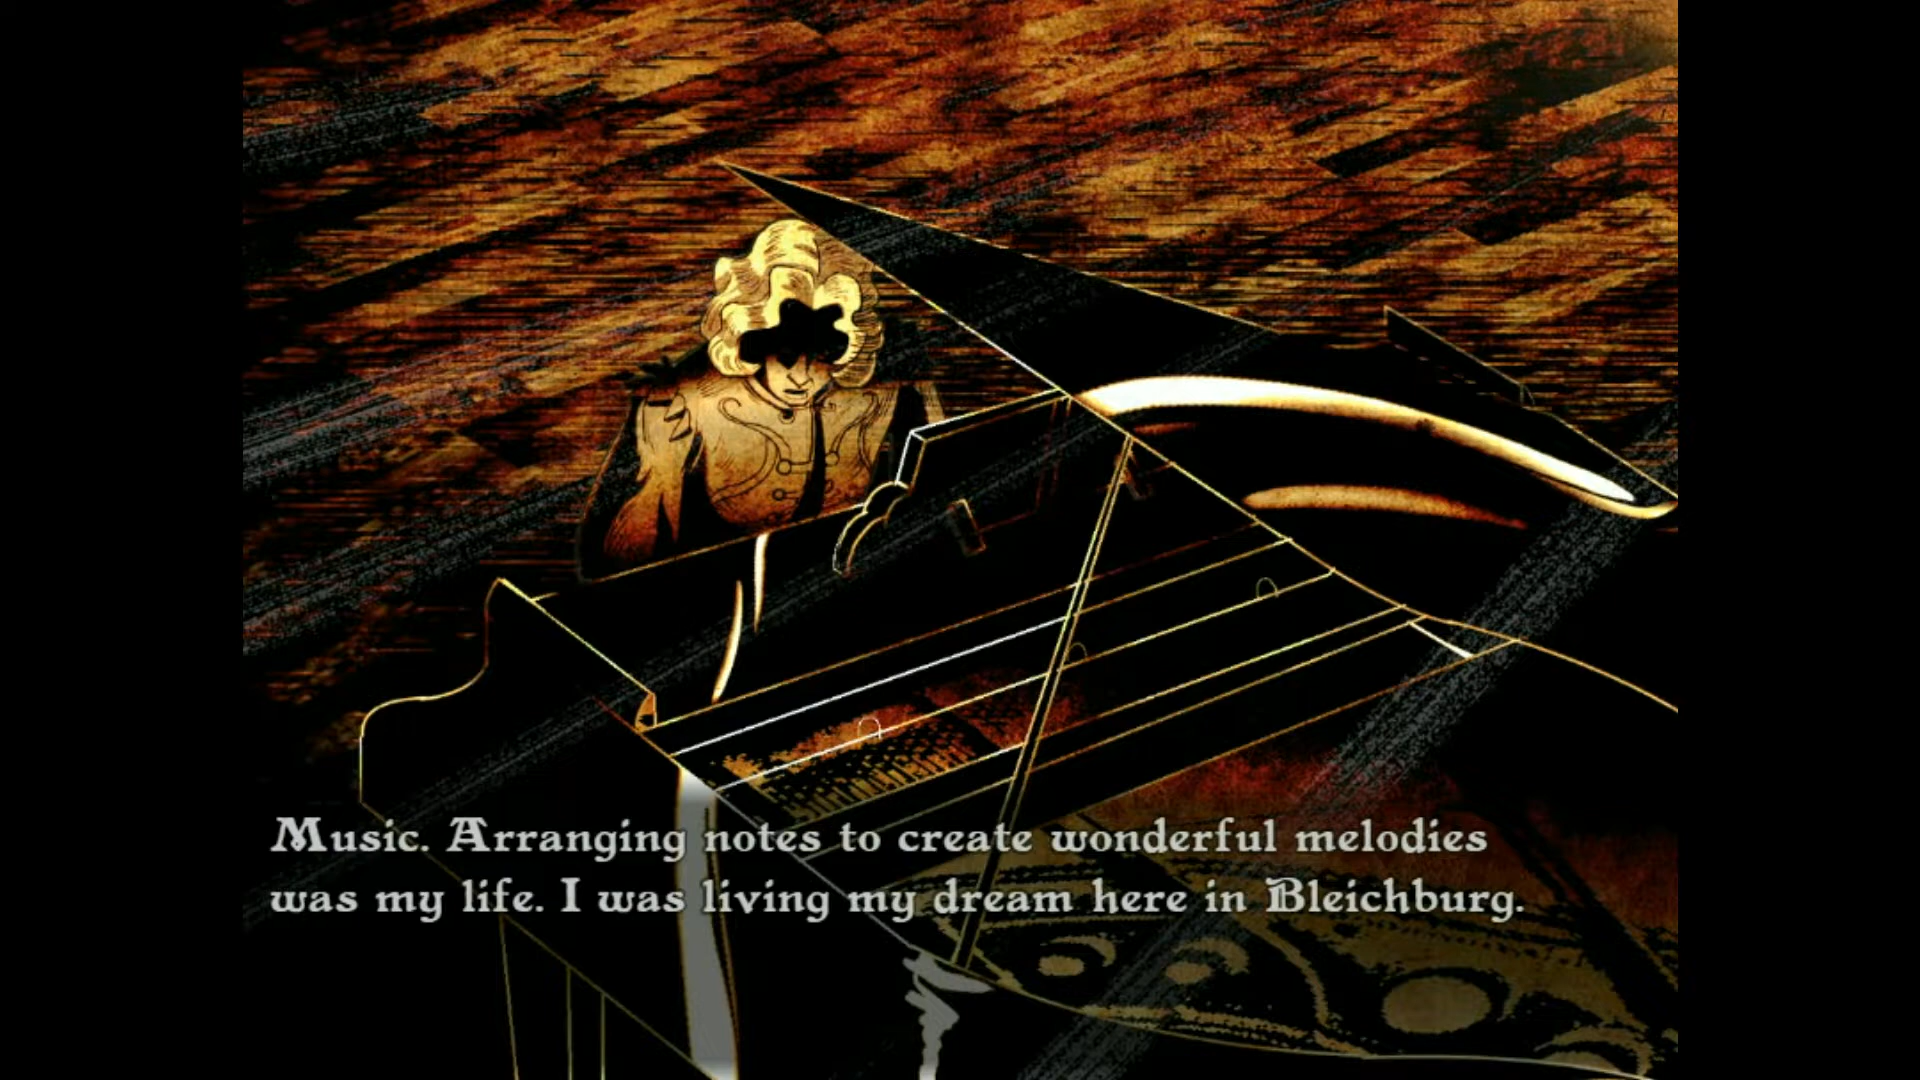 Music. Arranging notes to create wonderful melodies
was my life. I was living my dream here in Bleichburg.